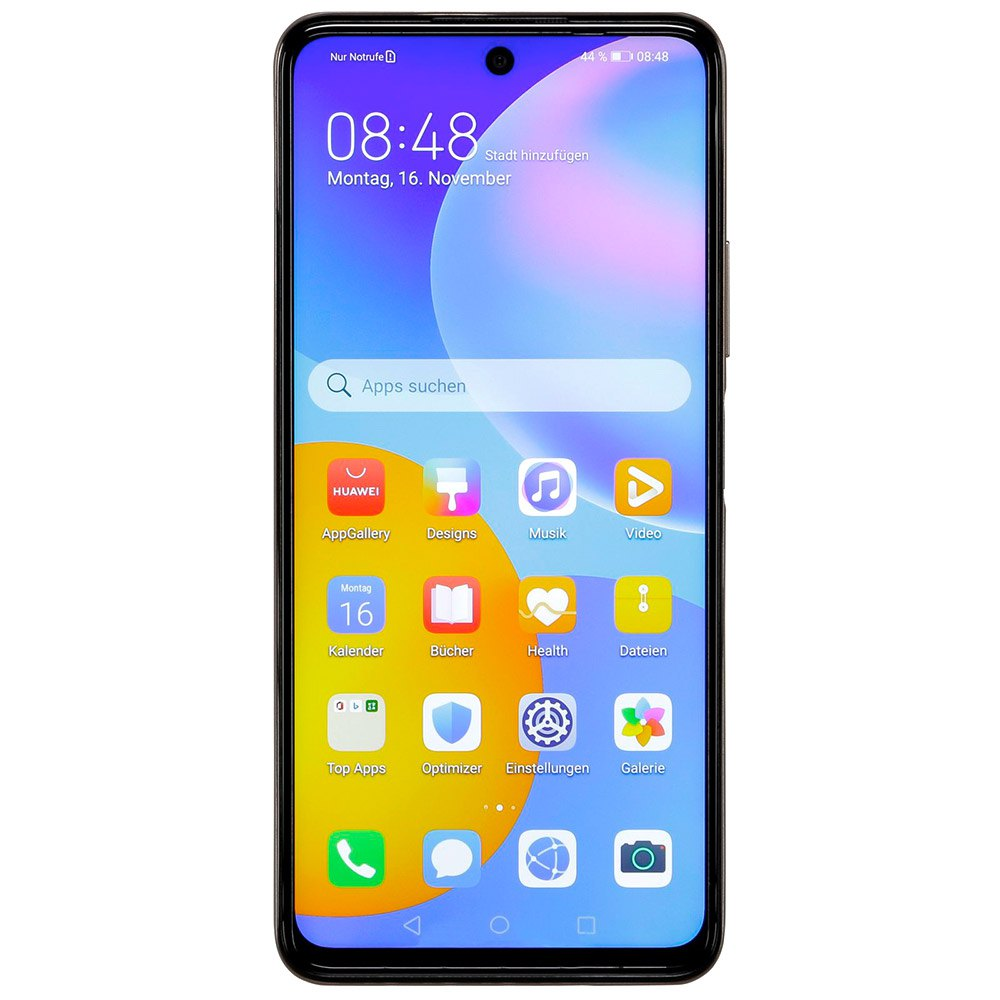 Nur Notrufe
44 % 08:48
08:48 Stadt hinzufügen
Montag, 16. November
Apps suchen
HUAWEI
AppGallery Designs Musik Video
Montag
16
Kalender Bücher Health Dateien
Top Apps Optimizer Einstellungen Galerie